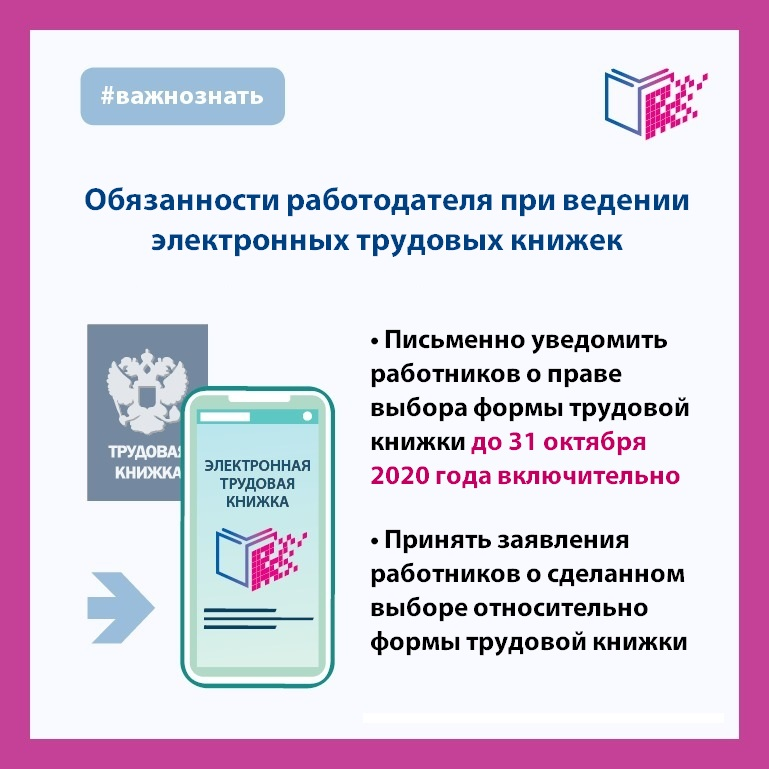 #важнознать
Обязанности работодателя при ведении
электронных трудовых книжек
ТРУДОВАЯ
КНИЖКА
ЭЛЕКТРОННАЯ
ТРУДОВАЯ
КНИЖКА
• Письменно уведомить
работников о праве
выбора формы трудовой
книжки до 31 октября
2020 года включительно
• Принять заявления
работников о сделанном
выборе относительно
формы трудовой книжки